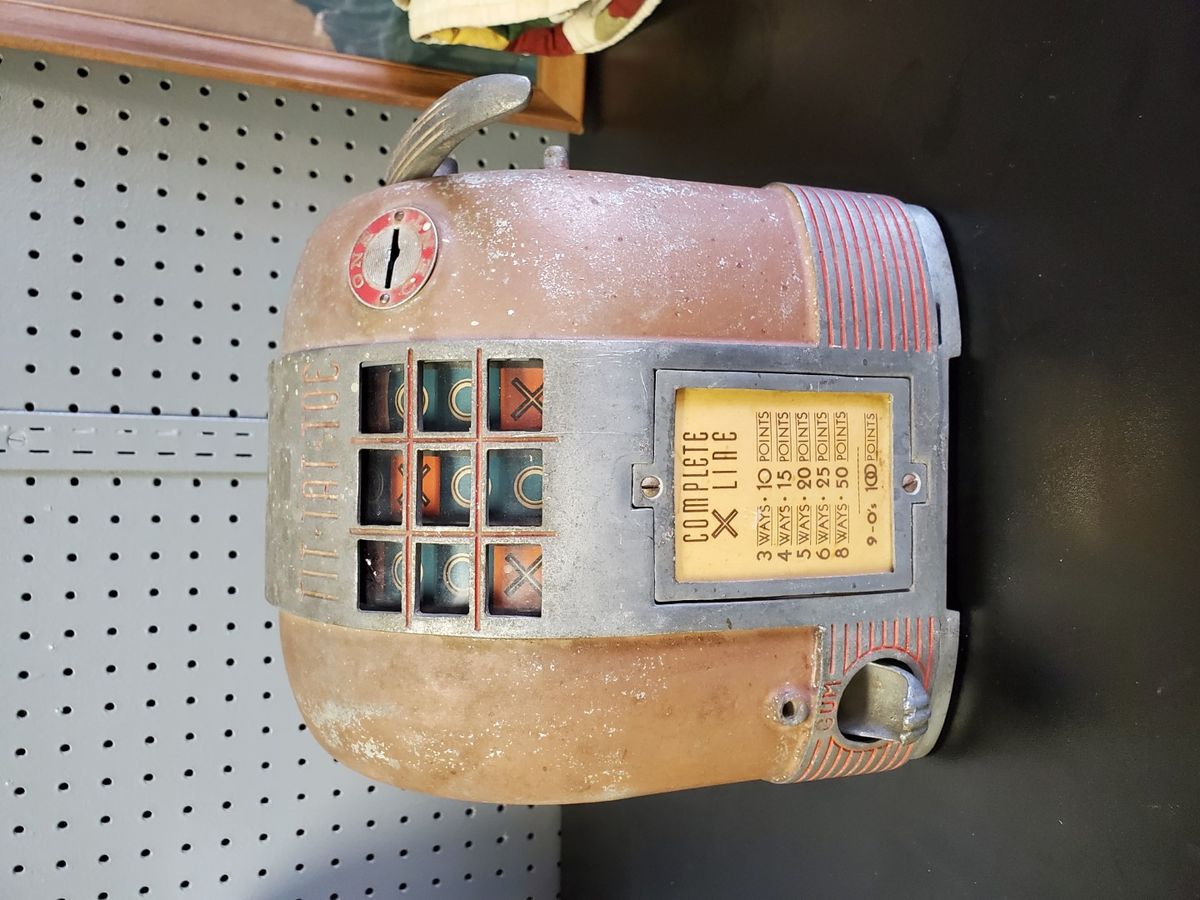 TIT·TAT·TOE
ONE
COMPLETE
X LINE
3 WAYS · 10 POINTS
4 WAYS · 15 POINTS
5 WAYS · 20 POINTS
6 WAYS · 25 POINTS
8 WAYS · 50 POINTS
9-O's 100 POINTS
GUM